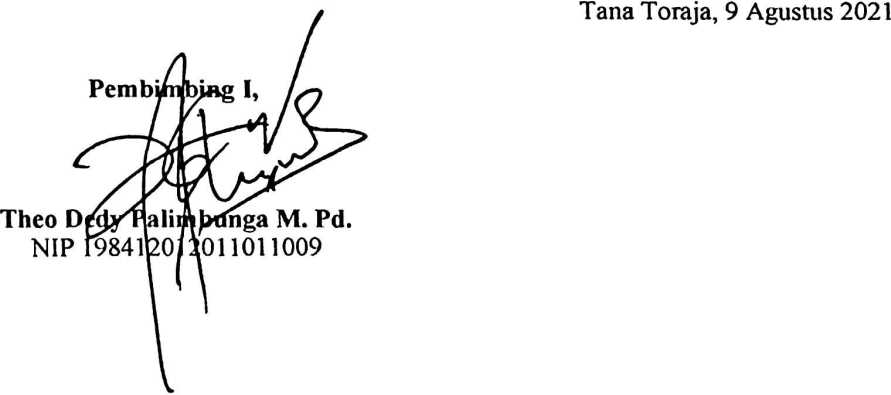 Tana Toraja, 9 Agustus 2021
Pembimbing I,
Theo Dedy Palimbunga M. Pd.
NIP 198412012011011009